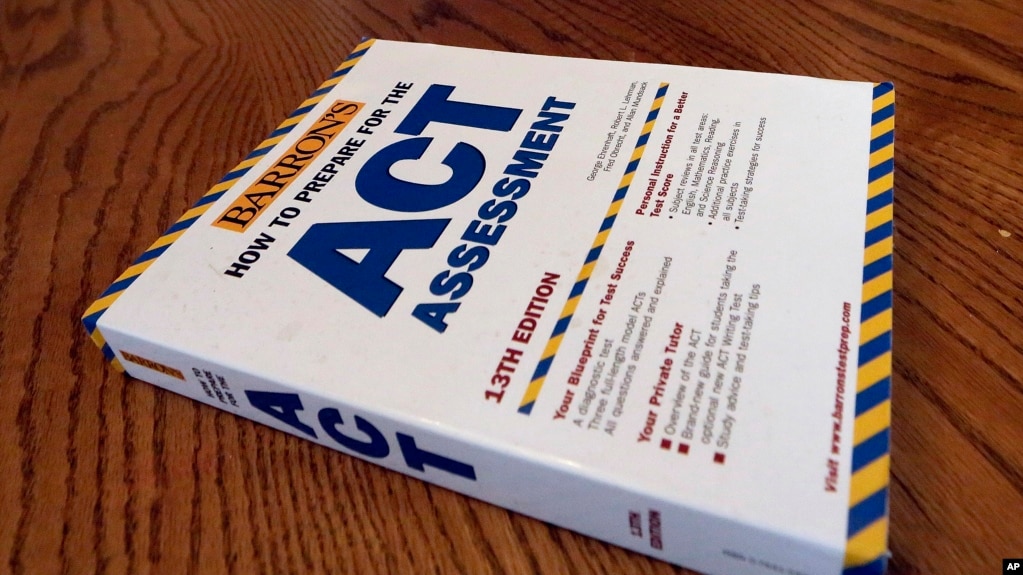 BARRON'S
HOW TO PREPARE FOR THE
ACT
ASSESSMENT
George Ehrenhaft, Robert L. Lehrman,
Fred Obrecht, and Allan Mundsack
13TH EDITION
Your Blueprint for Test Success
A diagnostic test
Three full-length model ACTs
All questions answered and explained
Personal Instruction for a Better
Test Score
• Subject reviews in all test areas:
English, Mathematics, Reading,
and Science Reasoning
• Additional practice exercises in
all subjects
• Test-taking strategies for success
Your Private Tutor
■ Overview of the ACT
■ Brand-new guide for students taking the
optional new ACT Writing Test
■ Study advice and test-taking tips
Visit www.barronstestprep.com
BARRON'S
HOW TO
PREPARE
FOR THE
ACT
13TH
EDITION
AP